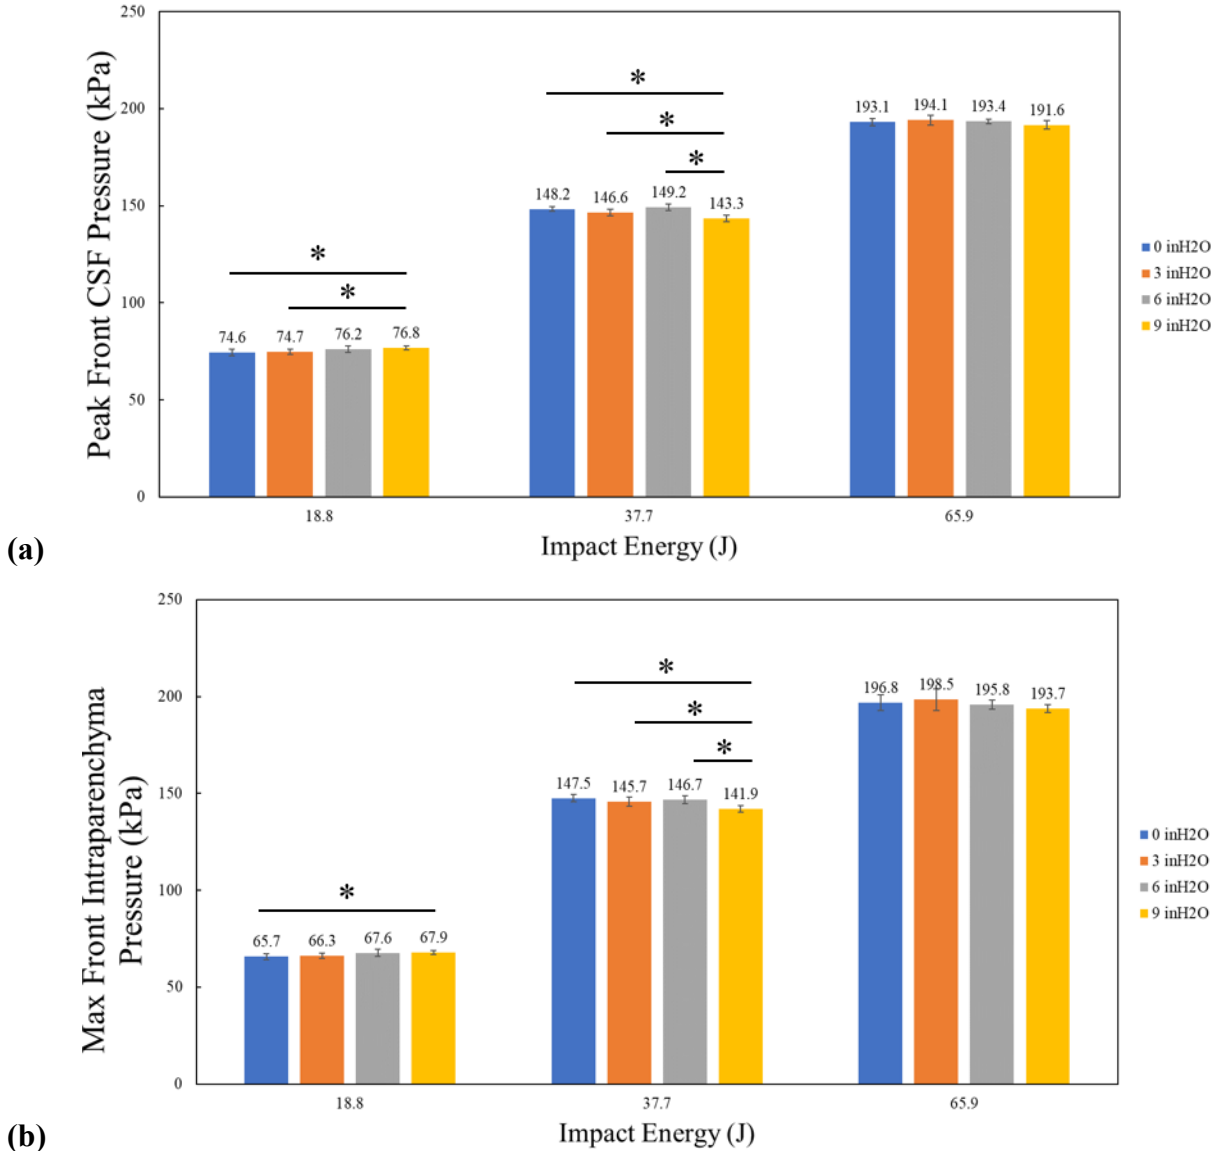 250
200
150
100
50
0
Peak Front CSF Pressure (kPa)
74.6 74.7 76.2 76.8
148.2 146.6 149.2 143.3
193.1 194.1 193.4 191.6
* *
* * *
18.8 37.7 65.9
Impact Energy (J)
0 inH2O
3 inH2O
6 inH2O
9 inH2O
(a)
250
200
150
100
50
0
Max Front Intraparenchyma
Pressure (kPa)
65.7 66.3 67.6 67.9
147.5 145.7 146.7 141.9
196.8 198.5 195.8 193.7
*
* * *
18.8 37.7 65.9
Impact Energy (J)
0 inH2O
3 inH2O
6 inH2O
9 inH2O
(b)